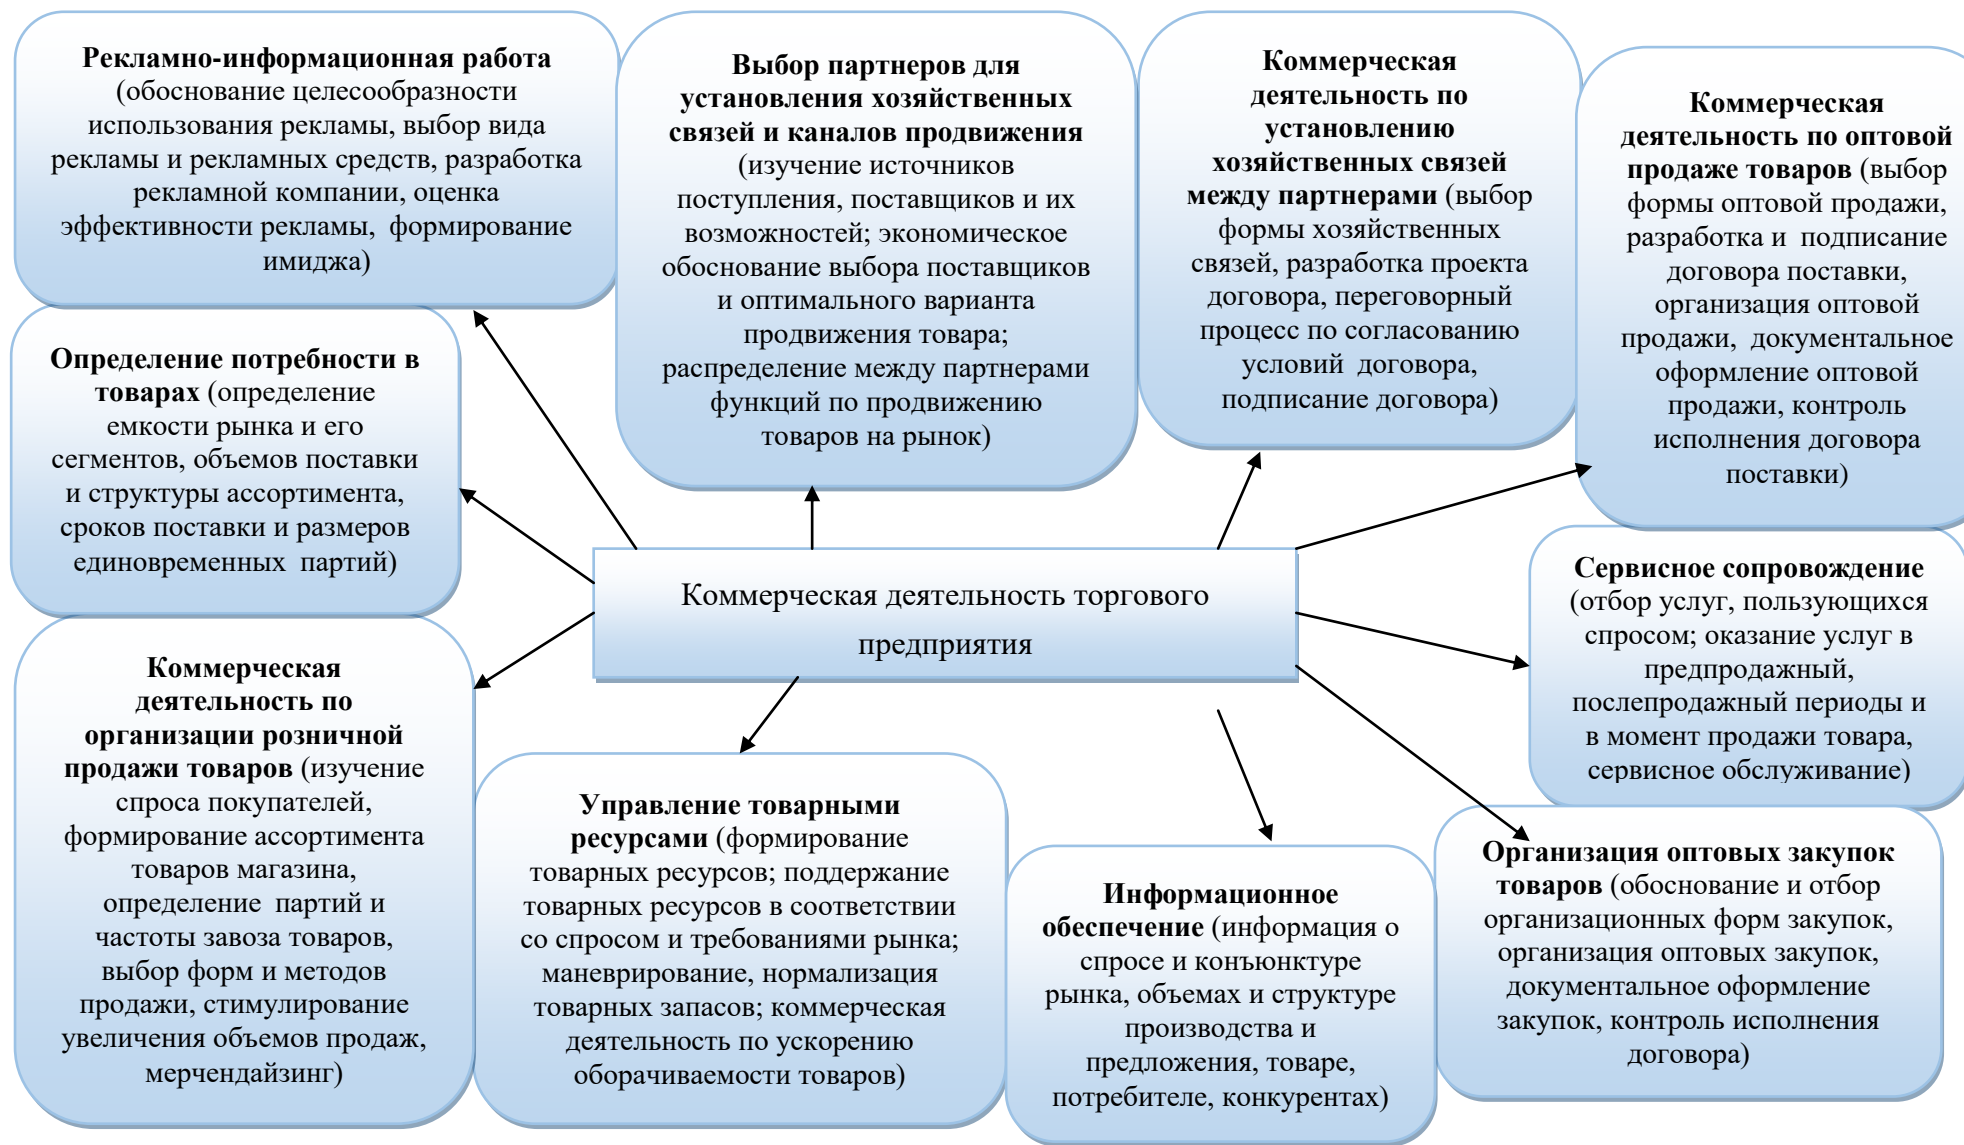 Рекламно-информационная работа
(обоснование целесообразности
использования рекламы, выбор вида
рекламы и рекламных средств, разработка
рекламной компании, оценка
эффективности рекламы, формирование
имиджа)
Выбор партнеров для
установления хозяйственных
связей и каналов продвижения
(изучение источников
поступления, поставщиков и их
возможностей; экономическое
обоснование выбора поставщиков
и оптимального варианта
продвижения товара;
распределение между партнерами
функций по продвижению
товаров на рынок)
Коммерческая
деятельность по
установлению
хозяйственных связей
между партнерами (выбор
формы хозяйственных
связей, разработка проекта
договора, переговорный
процесс по согласованию
условий договора,
подписание договора)
Коммерческая
деятельность по оптовой
продаже товаров (выбор
формы оптовой продажи,
разработка и подписание
договора поставки,
организация оптовой
продажи, документальное
оформление оптовой
продажи, контроль
исполнения договора
поставки)
Определение потребности в
товарах (определение
емкости рынка и его
сегментов, объемов поставки
и структуры ассортимента,
сроков поставки и размеров
единовременных партий)
Коммерческая деятельность торгового
предприятия
Сервисное сопровождение
(отбор услуг, пользующихся
спросом; оказание услуг в
предпродажный,
послепродажный периоды и
в момент продажи товара,
сервисное обслуживание)
Коммерческая
деятельность по
организации розничной
продажи товаров (изучение
спроса покупателей,
формирование ассортимента
товаров магазина,
определение партий и
частоты завоза товаров,
выбор форм и методов
продажи, стимулирование
увеличения объемов продаж,
мерчендайзинг)
Управление товарными
ресурсами (формирование
товарных ресурсов; поддержание
товарных ресурсов в соответствии
со спросом и требованиями рынка;
маневрирование, нормализация
товарных запасов; коммерческая
деятельность по ускорению
оборачиваемости товаров)
Информационное
обеспечение (информация о
спросе и конъюнктуре
рынка, объемах и структуре
производства и
предложения, товаре,
потребителе, конкурентах)
Организация оптовых закупок
товаров (обоснование и отбор
организационных форм закупок,
организация оптовых закупок,
документальное оформление
закупок, контроль исполнения
договора)